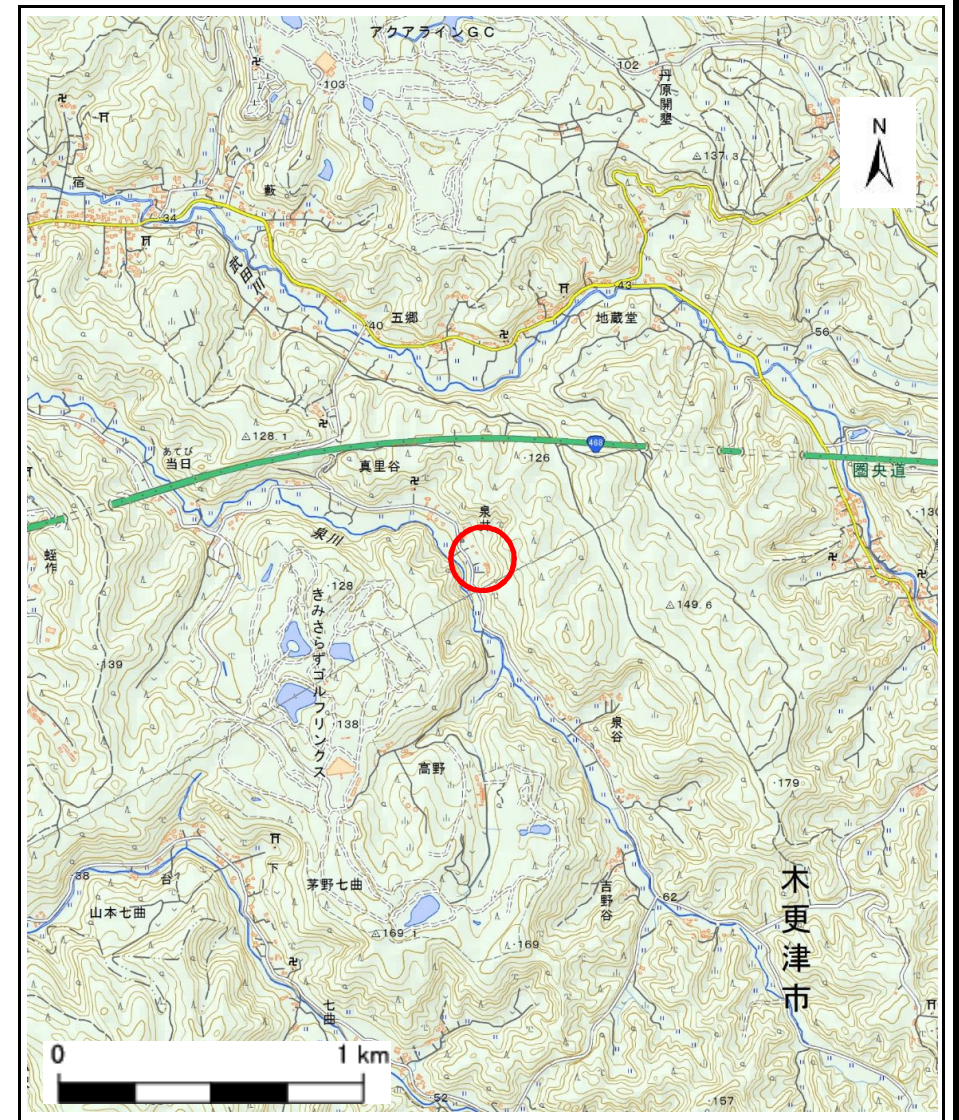 アクアラインGC
102
103
丹原開墾
N
137.3
宿
藪
34
武田川
43
五郷
40
地蔵堂
56
あてび
当日
128.1
真里谷
468
126
圏央道
泉川
蛭作
128
きみさらずゴルフリンクス
149.6
139
138
泉谷
高野
179
38
台
下
茅野七曲
山本七曲
169.1
169
吉野谷
62
木更津市
七曲
0
1 km
52
157